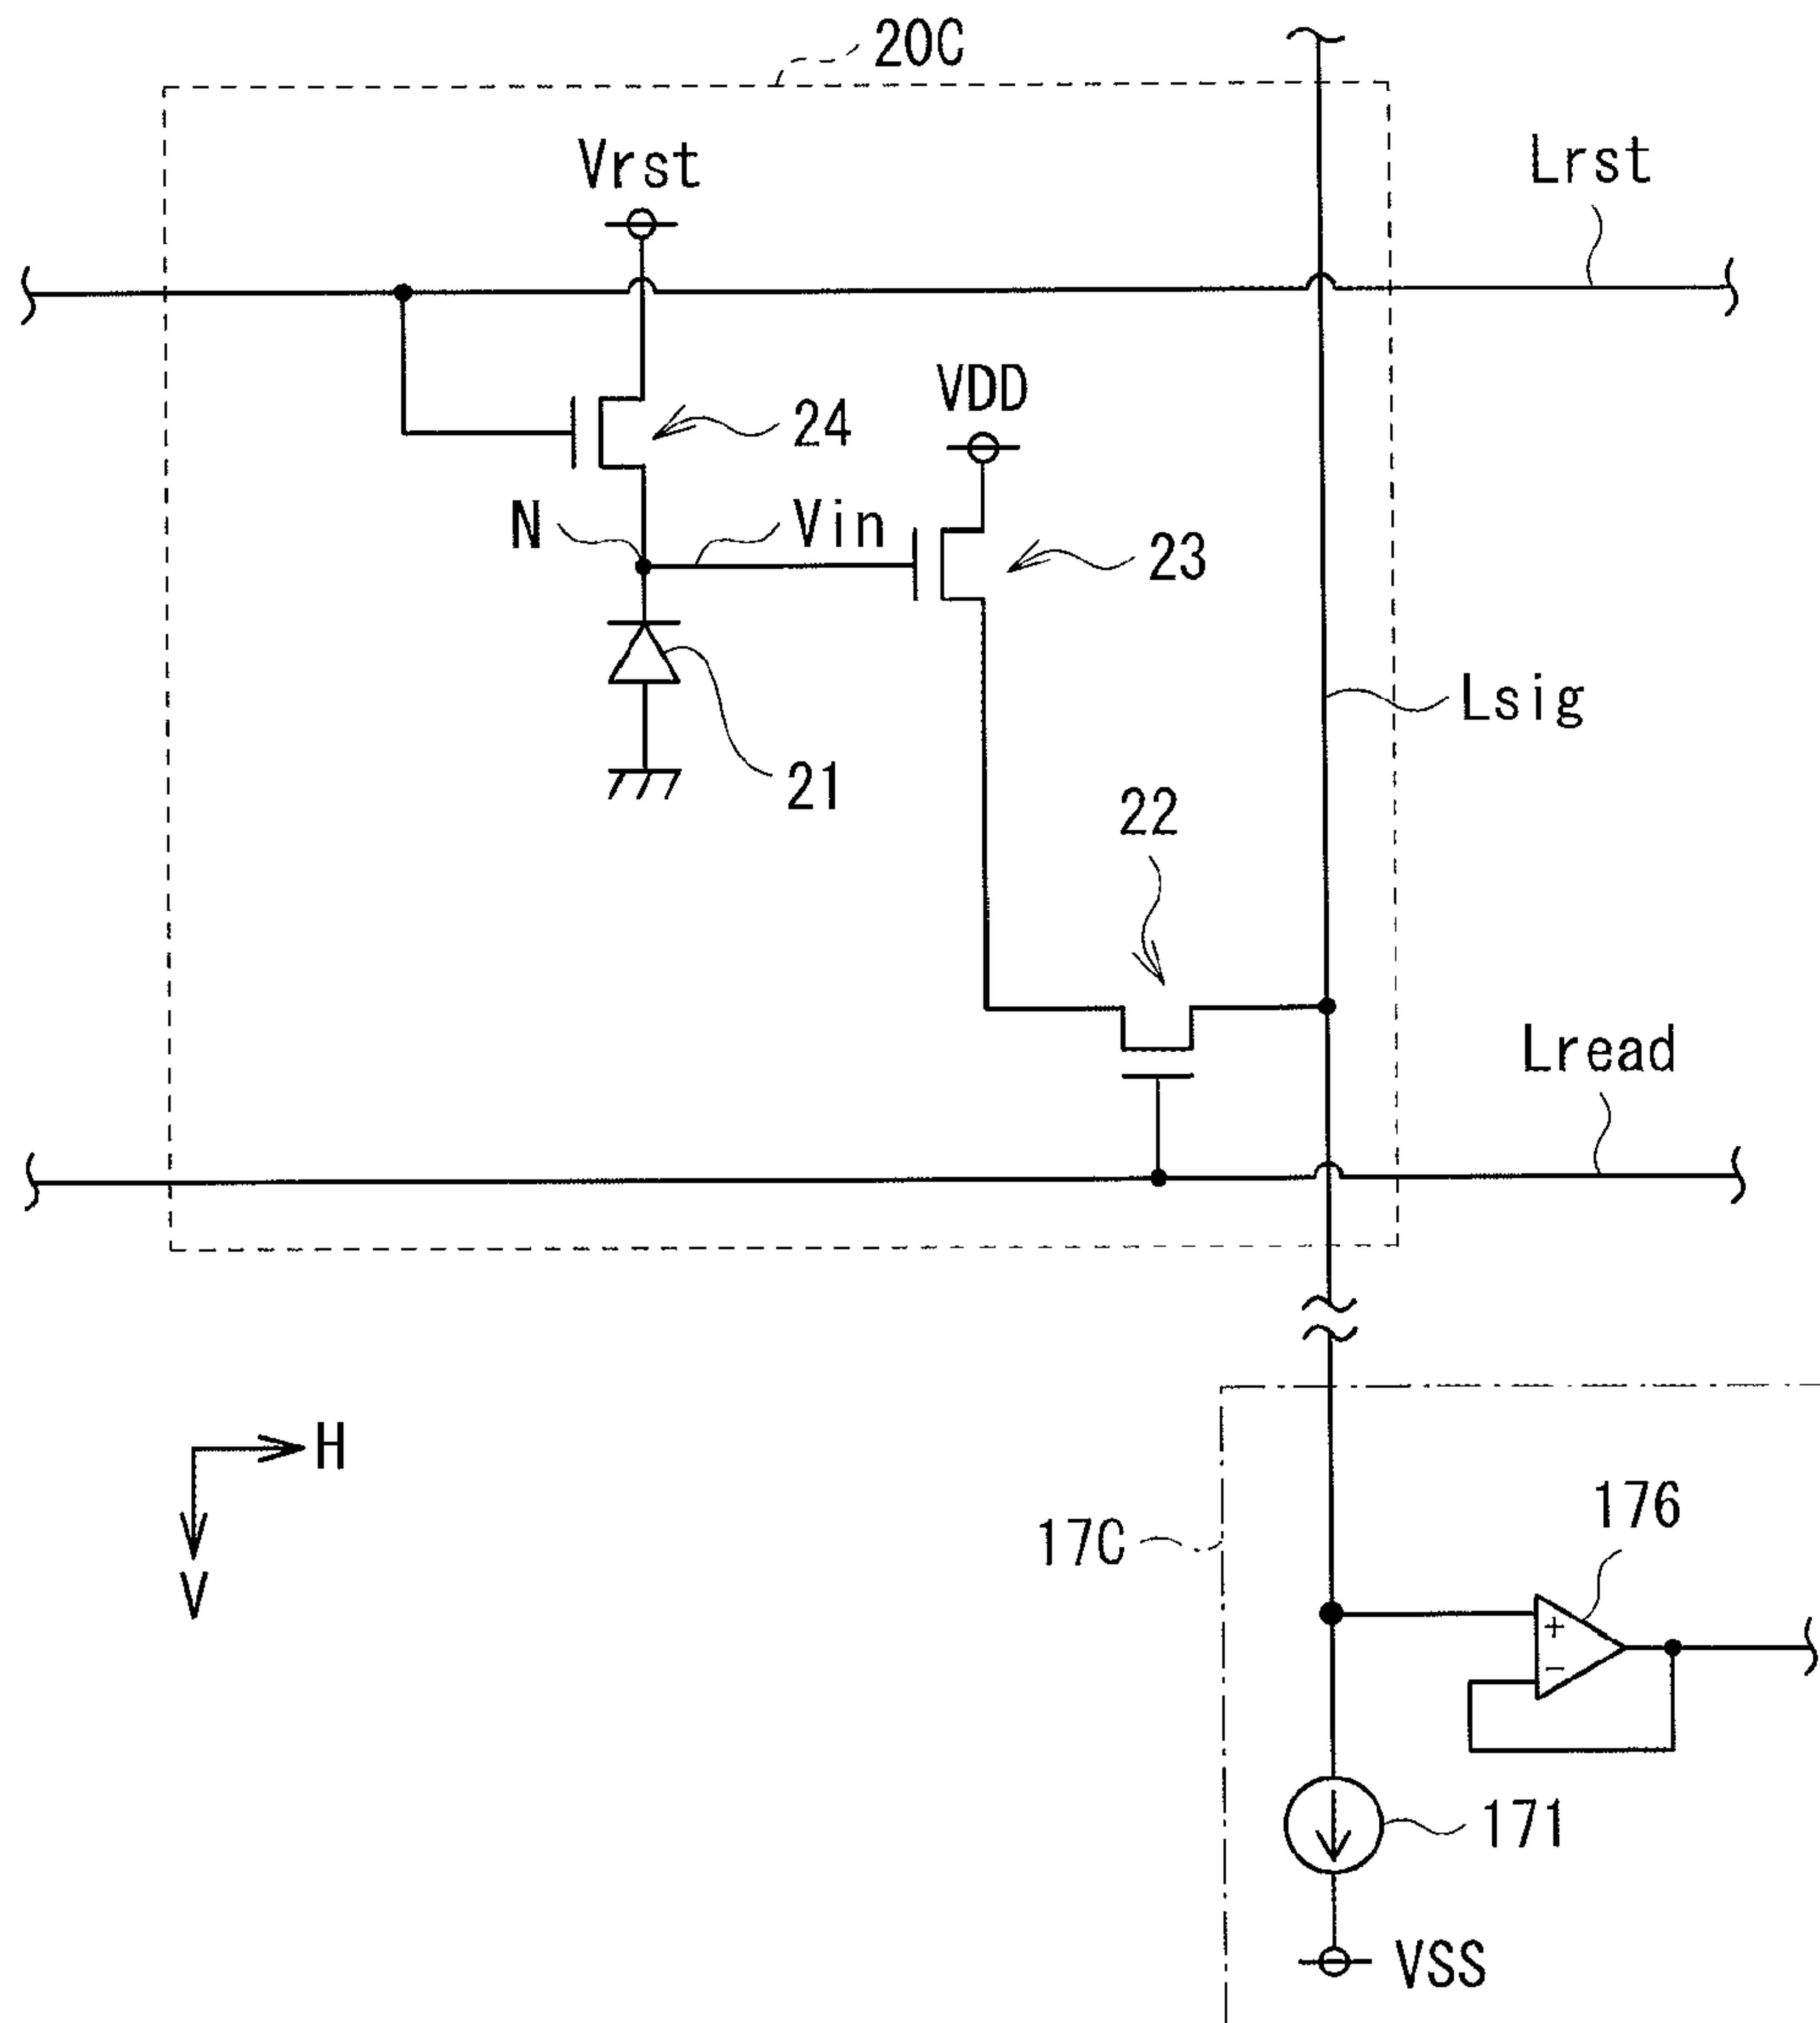 20C
Vrst
Lrst
VDD
24
N
Vin
23
Lsig
21
22
Lread
H
V
17C
176
+
-
171
VSS